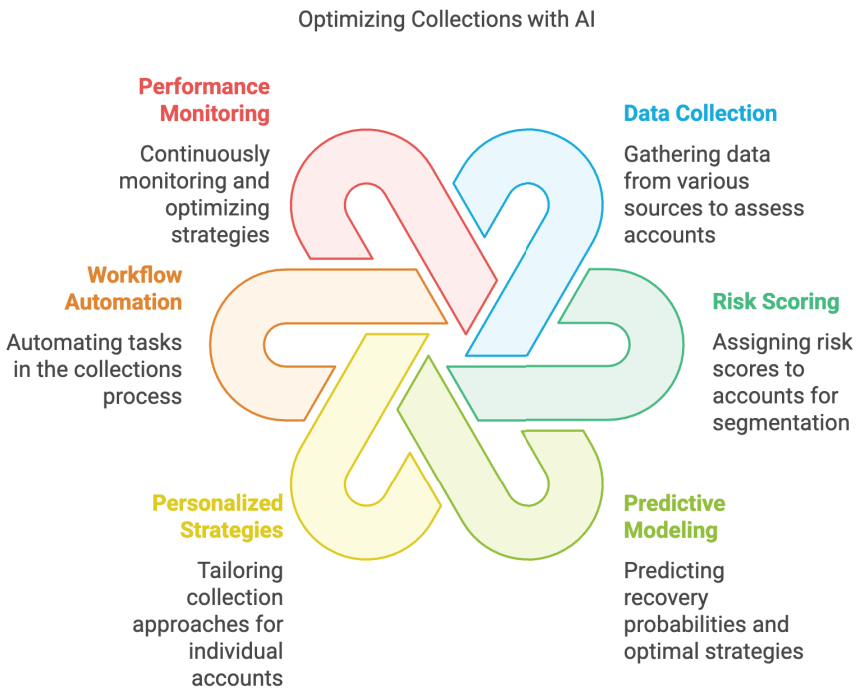 Optimizing Collections with AI
Performance
Monitoring
Continuously
monitoring and
optimizing
strategies
Data Collection
Gathering data
from various
sources to assess
accounts
Workflow
Automation
Automating tasks
in the collections
process
Risk Scoring
Assigning risk
scores to
accounts for
segmentation
Personalized
Strategies
Tailoring
collection
approaches for
individual
accounts
Predictive
Modeling
Predicting
recovery
probabilities and
optimal strategies